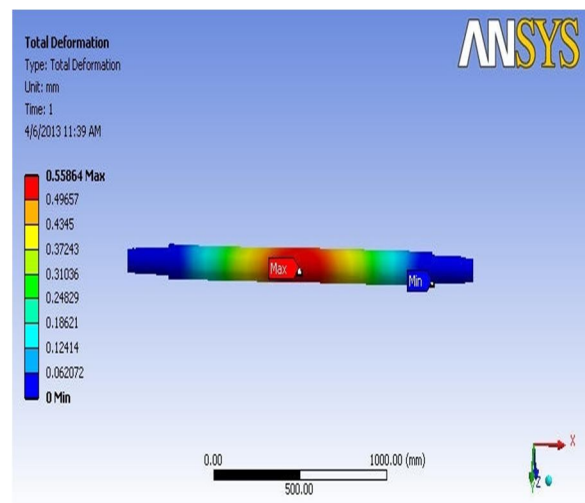 Total Deformation
Type: Total Deformation
Unit: mm
Time: 1
4/6/2013 11:39 AM
ANSYS
0.55864 Max
0.49657
0.4345
0.37243
0.31036
0.24829
0.18621
0.12414
0.062072
0 Min
Max
Min
0.00
1000.00 (mm)
500.00
X
Z